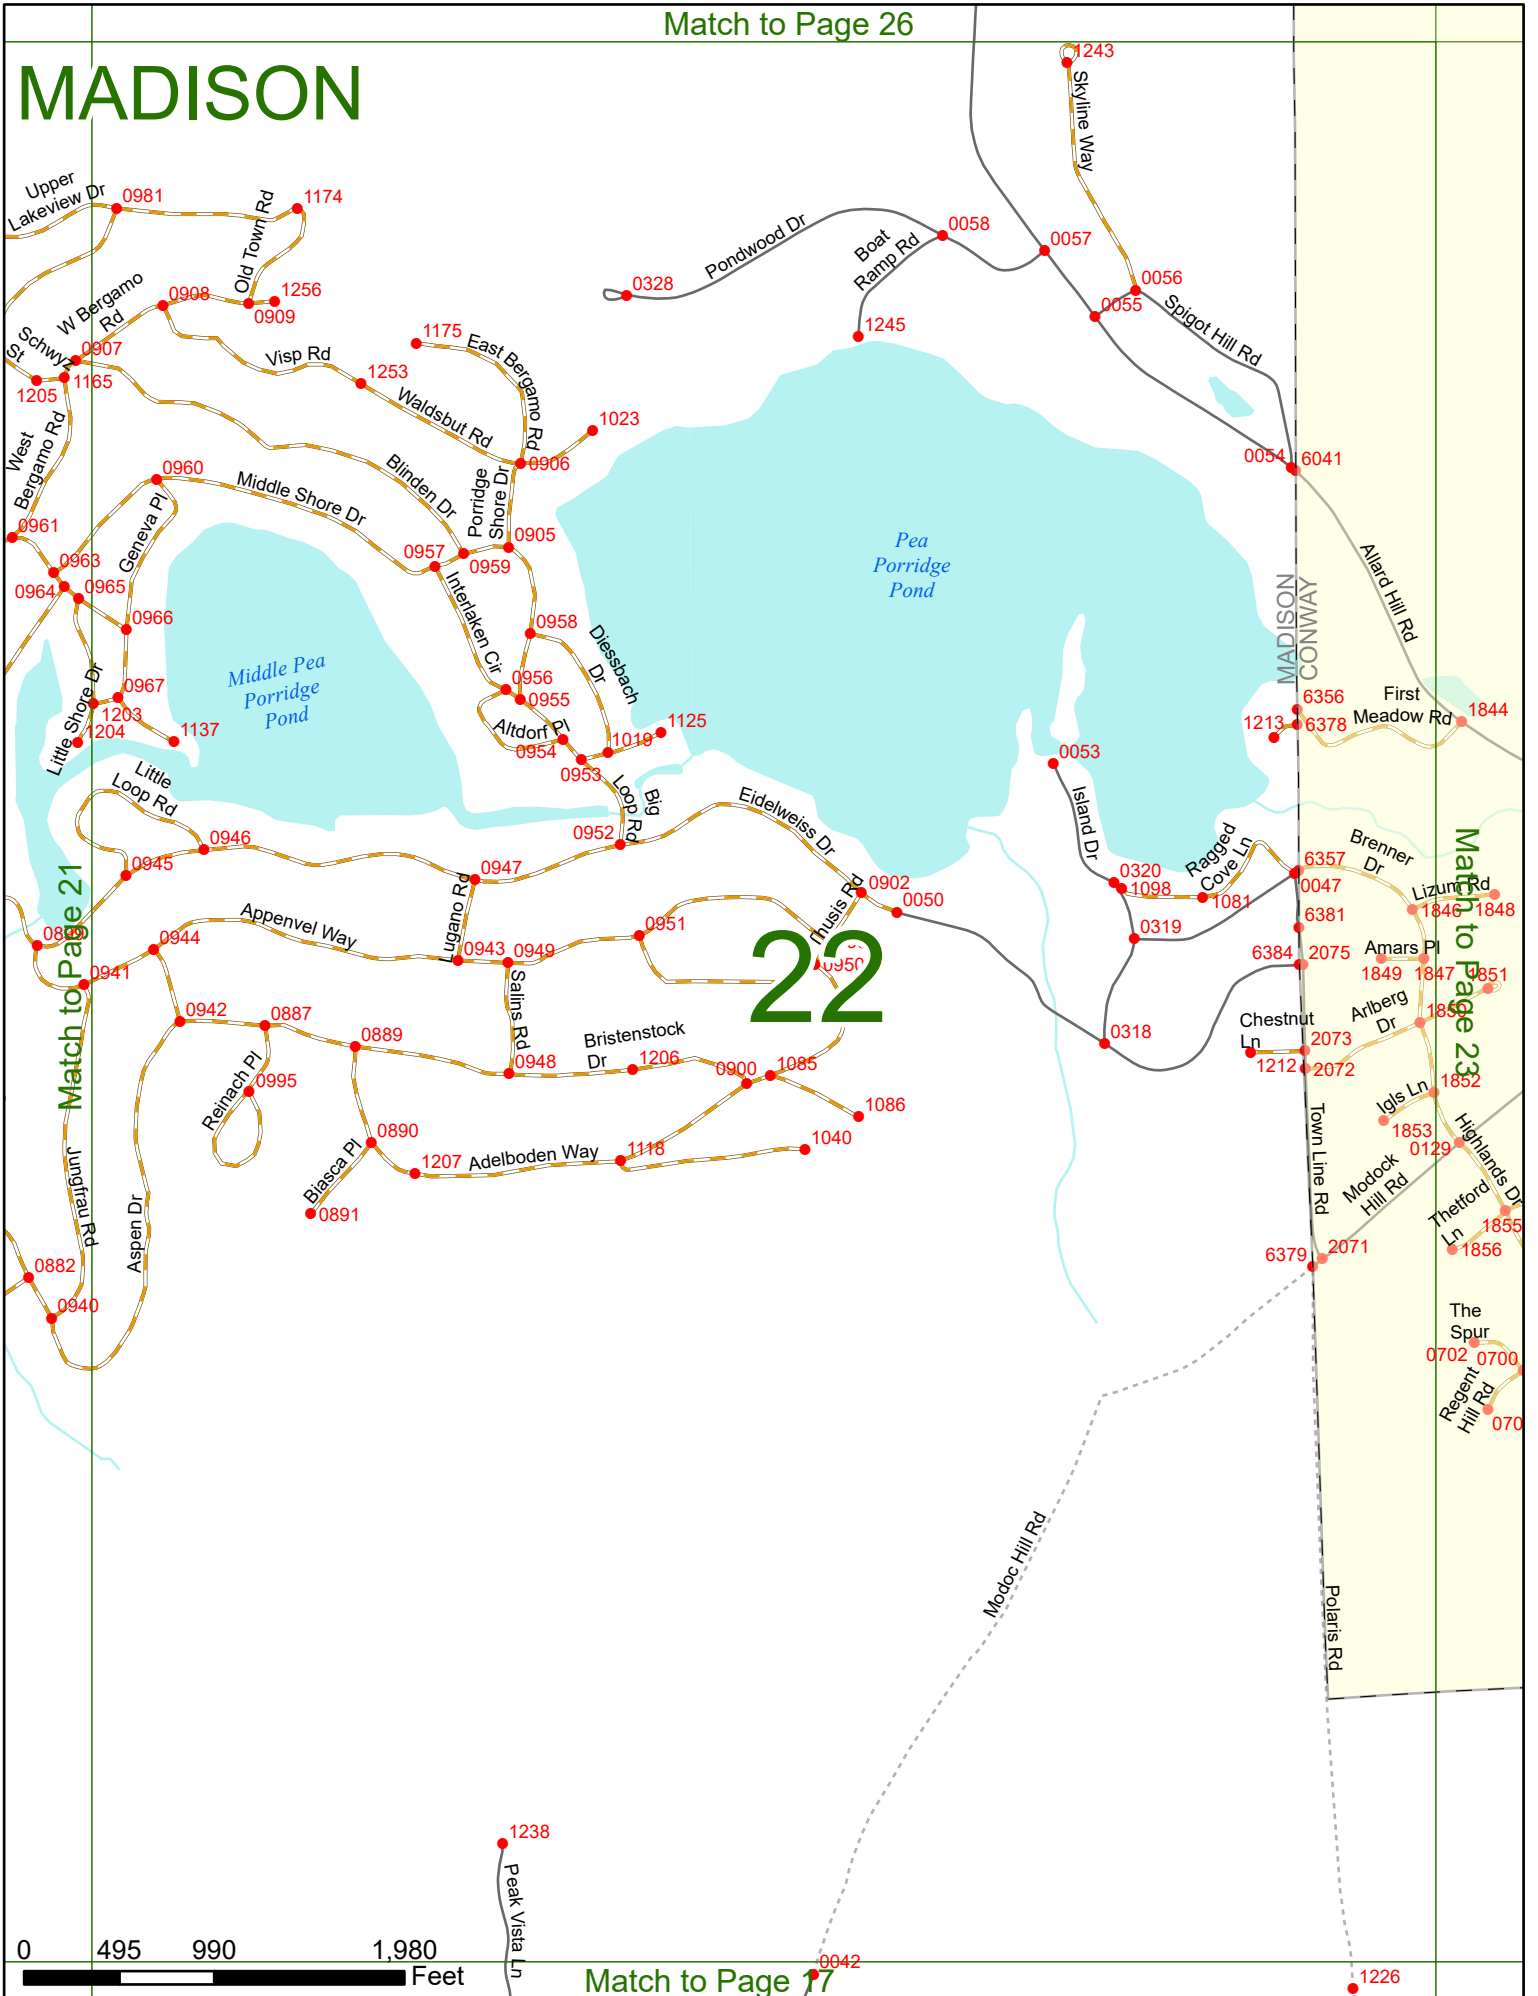 Match to Page 26
MADISON
1243
Skyline Way
Upper
Lakeview Dr
0981
1174
Old Town Rd
0058
0057
Pondwood Dr
Boat
Ramp Rd
0056
0328
W Bergamo
Rd
0908
1256
0909
0055
Spigot Hill Rd
1245
Schwyz
St
0907
1175
East Bergamo Rd
Visp Rd
1253
1205
1165
Waldsbut Rd
1023
West
Bergamo Rd
0906
0054
6041
0960
Blinden Dr
Porridge
Shore Dr
Middle Shore Dr
Geneva Pl
0961
0905
0957
0959
Pea
Porridge
Pond
Allard Hill Rd
0963
0964
0965
Interlaken Cir
MADISON
CONWAY
0966
0958
Diessbach
Dr
Middle Pea
Porridge
Pond
Little Shore Dr
0967
0956
0955
1203
6356
First
Meadow Rd
1844
1204
1137
Altdorf Pl
1125
1213
6378
0954
1019
0953
0053
Little
Loop Rd
Big
Loop Rd
Eidelweiss Dr
Island Dr
0946
0952
Ragged
Cove Ln
Brenner
Dr
6357
0945
0947
0320
1098
0047
Match to Page 21
Match to Page 23
Lugano Rd
Thusis Rd
0902
0050
1081
Lizum Rd
1846
1848
Appenvel Way
0951
6381
0319
0944
0943
0949
0950
22
6384
2075
Amars Pl
1849
1847
1851
0941
Salins Rd
0942
0887
Arlberg
Dr
1850
Bristenstock
Dr
0889
0318
Chestnut
Ln
2073
1206
0948
0900
1085
1212
2072
Reinach Pl
0995
1852
Igls Ln
1086
1853
0129
Jungfrau Rd
0890
1040
Town Line Rd
Highlands Dr
Biasca Pl
1207
Adelboden Way
1118
Modock
Hill Rd
Aspen Dr
0891
Thetford
Ln
1855
1856
0882
6379
2071
0940
The
Spur
0702
0700
Regent
Hill Rd
070
Modoc Hill Rd
Polaris Rd
1238
Peak Vista Ln
0
495
990
1,980
Feet
0042
Match to Page 17
1226